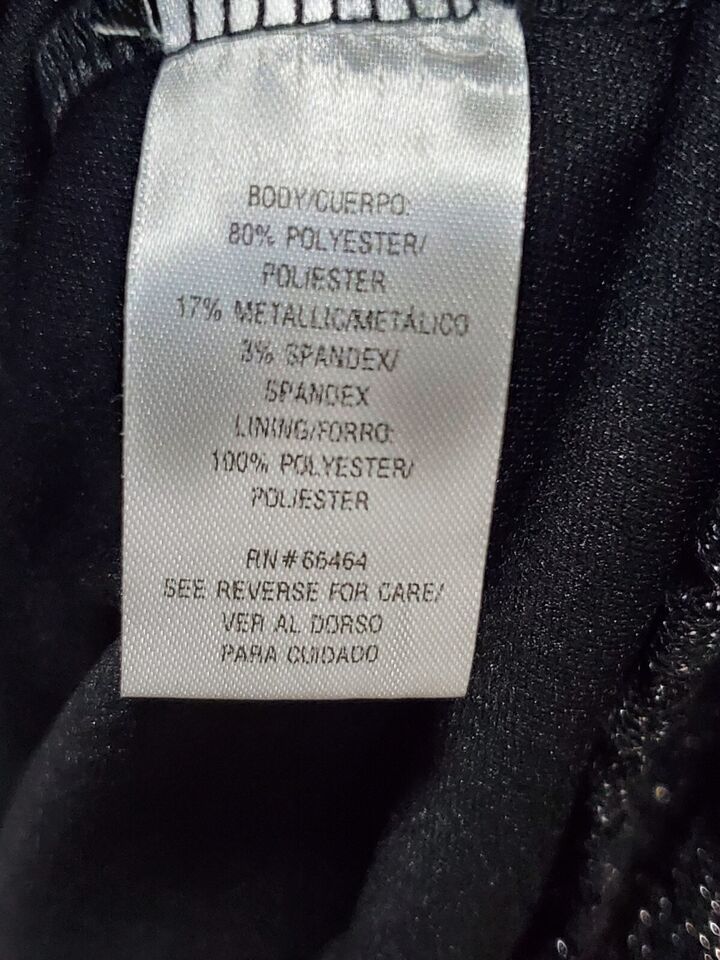 BODY/CUERPO:
80% POLYESTER/
POLIESTER
17% METALLIC/METÁLICO
3% SPANDEX/
SPANDEX
LINING/FORRO:
100% POLYESTER/
POLIESTER
RN# 66464
SEE REVERSE FOR CARE/
VER AL DORSO
PARA CUIDADO